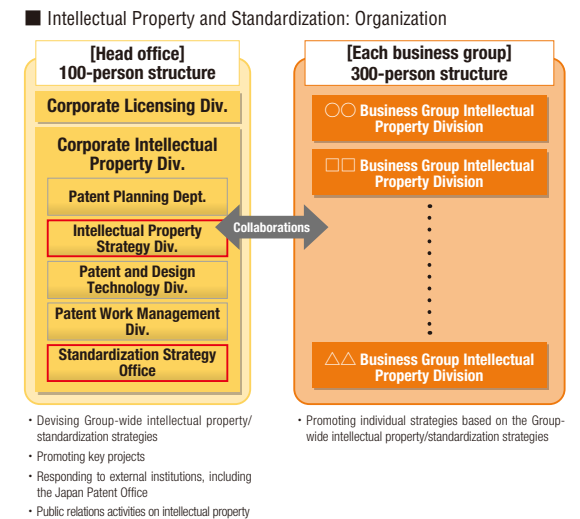 ■ Intellectual Property and Standardization: Organization
[Head office]
100-person structure
Corporate Licensing Div.
Corporate Intellectual
Property Div.
Patent Planning Dept.
Intellectual Property
Strategy Div.
Patent and Design
Technology Div.
Patent Work Management
Div.
Standardization Strategy
Office
Collaborations
[Each business group]
300-person structure
○○ Business Group Intellectual
Property Division
□□ Business Group Intellectual
Property Division
△△ Business Group Intellectual
Property Division
・Devising Group-wide intellectual property/
standardization strategies
・Promoting key projects
・Responding to external institutions, including
the Japan Patent Office
・Public relations activities on intellectual property
・Promoting individual strategies based on the Group-
wide intellectual property/standardization strategies